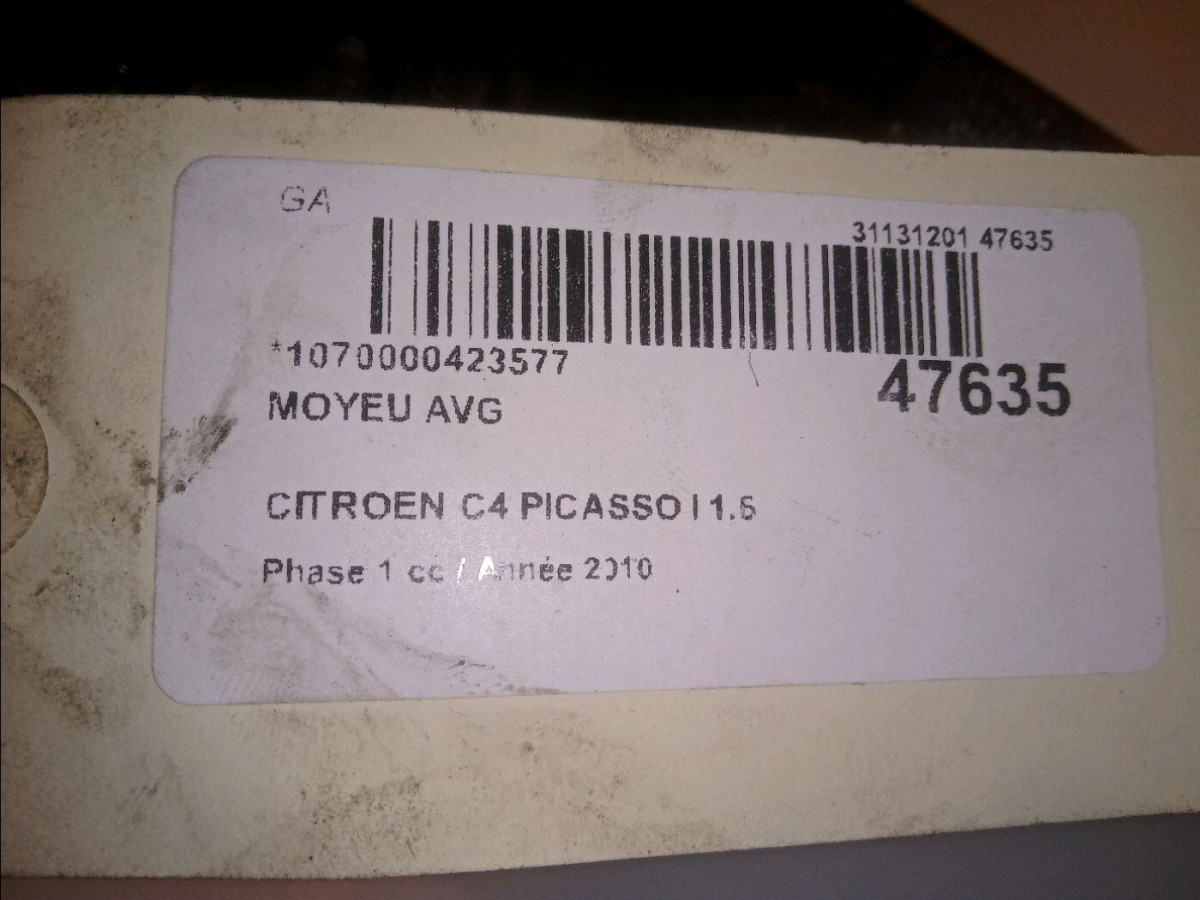 GA
31131201 47635
*1070000423577
47635
MOYEU AVG
CITROEN C4 PICASSO I 1.6
Phase 1 cc / Année 2010